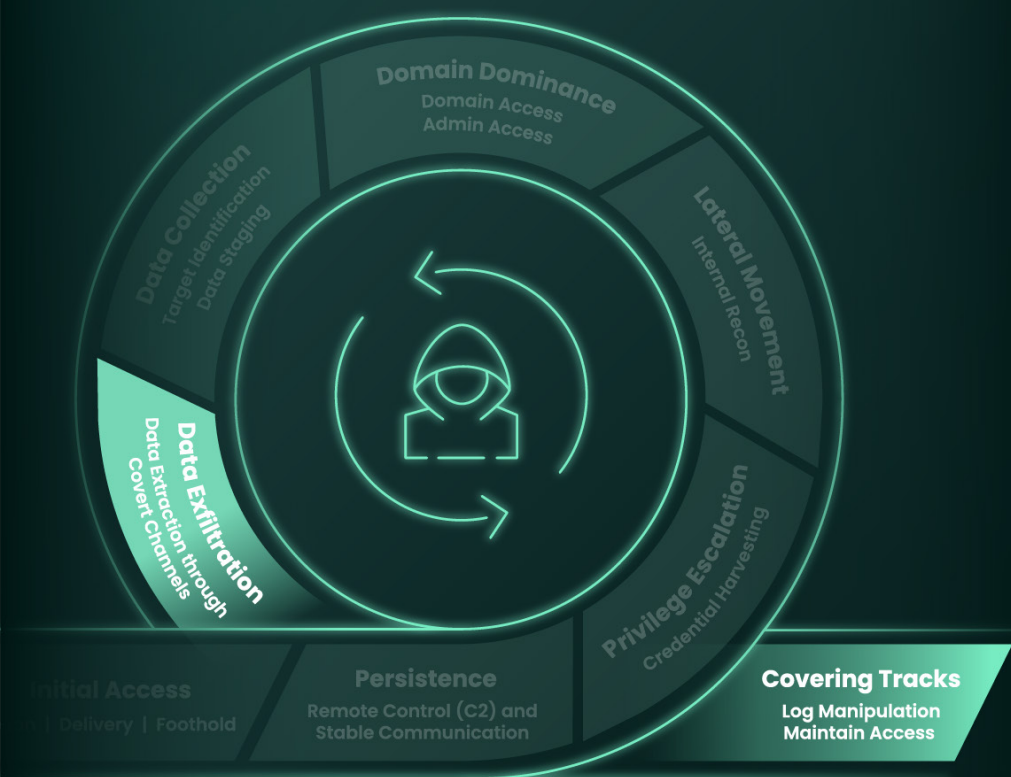 Domain Dominance
Domain Access
Admin Access
Lateral Movement
Internal Recon
Privilege Escalation
Credential Harvesting
Persistence
Remote Control (C2) and
Stable Communication
Initial Access
| Delivery | Foothold
Data Collection
Target Identification
Data Staging
Data Exfiltration
Data Extraction through
Covert Channels
Covering Tracks
Log Manipulation
Maintain Access